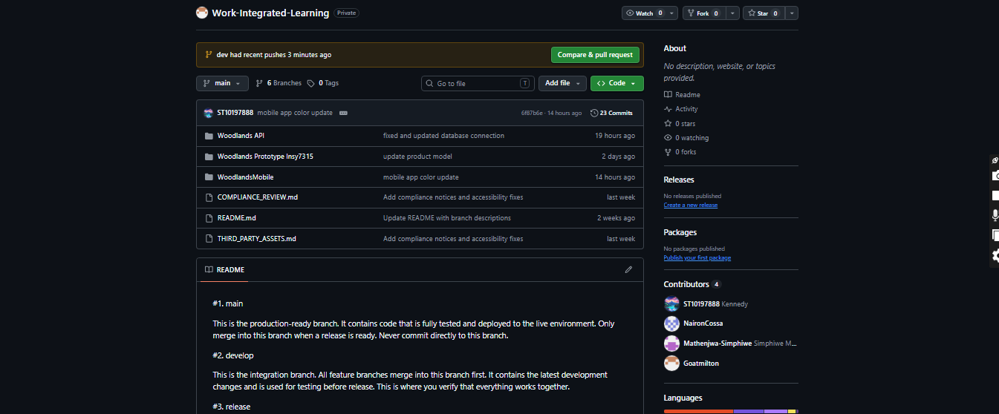 Work-Integrated-Learning Private
Watch 0 Fork 0 Star 0
dev had recent pushes 3 minutes ago Compare & pull request
main 6 Branches 0 Tags Go to file T Add file Code
ST10197888 mobile app color update 6f87b6e · 14 hours ago 23 Commits
Woodlands API fixed and updated database connection 19 hours ago
Woodlands Prototype Insy7315 update product model 2 days ago
WoodlandsMobile mobile app color update 14 hours ago
COMPLIANCE_REVIEW.md Add compliance notices and accessibility fixes last week
README.md Update README with branch descriptions 2 weeks ago
THIRD_PARTY_ASSETS.md Add compliance notices and accessibility fixes last week
README
#1. main
This is the production-ready branch. It contains code that is fully tested and deployed to the live environment. Only
merge into this branch when a release is ready. Never commit directly to this branch.
#2. develop
This is the integration branch. All feature branches merge into this branch first. It contains the latest development
changes and is used for testing before release. This is where you verify that everything works together.
#3. release
About
No description, website, or topics
provided.
Readme
Activity
0 stars
0 watching
0 forks
Releases
No releases published
Create a new release
Packages
No packages published
Publish your first package
Contributors 4
ST10197888 Kennedy
NaironCossa
Mathenjwa-Simphiwe Simphiwe M...
Goatmilton
Languages